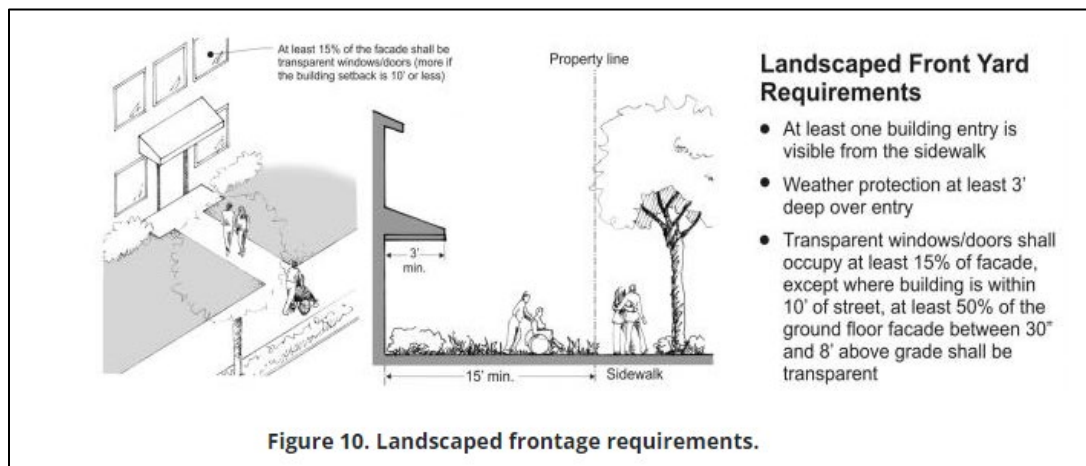 At least 15% of the facade shall be
transparent windows/doors (more if
the building setback is 10' or less)
Property line
3'
min.
15' min.
Sidewalk
Landscaped Front Yard
Requirements
● At least one building entry is
visible from the sidewalk
● Weather protection at least 3'
deep over entry
● Transparent windows/doors shall
occupy at least 15% of facade,
except where building is within
10' of street, at least 50% of the
ground floor facade between 30"
and 8' above grade shall be
transparent
Figure 10. Landscaped frontage requirements.